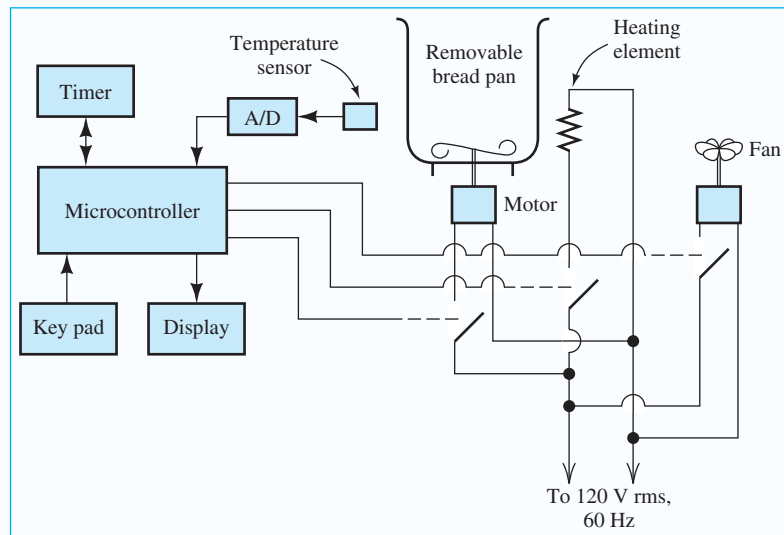 Heating
element
Temperature
sensor
Removable
bread pan
Timer
A/D
Fan
Microcontroller
Motor
Key pad
Display
To 120 V rms,
60 Hz